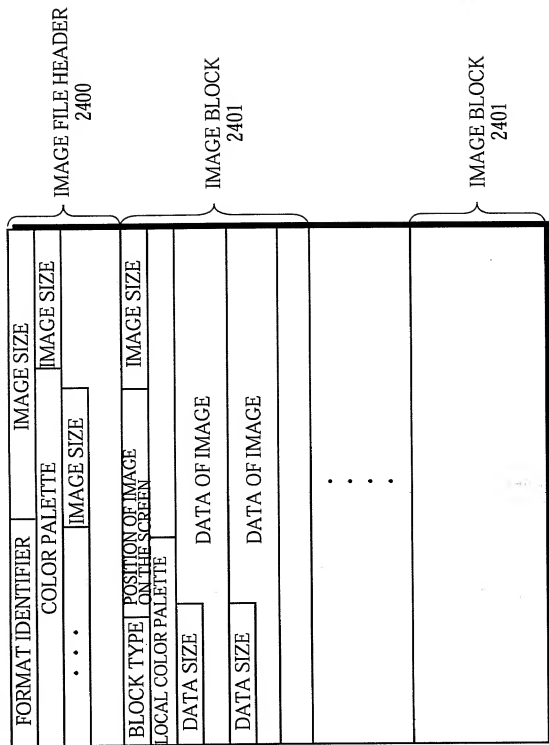 FORMAT IDENTIFIER
IMAGE SIZE
COLOR PALETTE
IMAGE SIZE
. . .
IMAGE SIZE
IMAGE FILE HEADER
2400
BLOCK TYPE
POSITION OF IMAGE
ON THE SCREEN
IMAGE SIZE
LOCAL COLOR PALETTE
DATA SIZE
DATA OF IMAGE
DATA SIZE
DATA OF IMAGE
IMAGE BLOCK
2401
. . . .
IMAGE BLOCK
2401